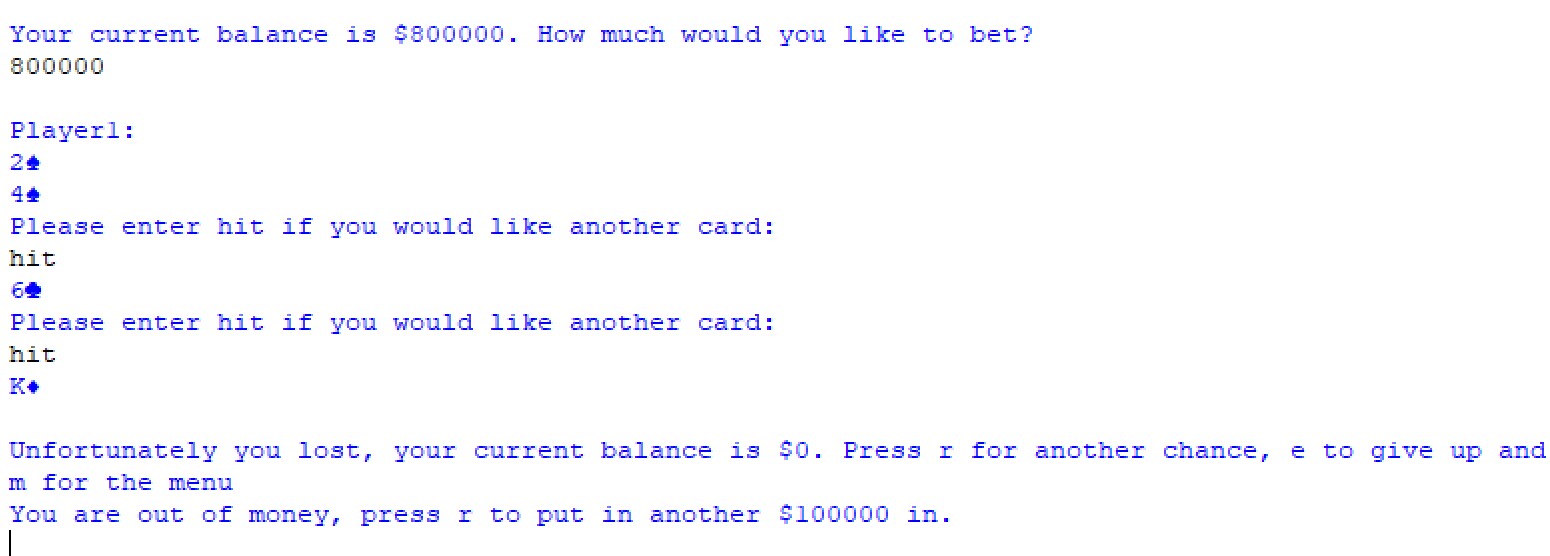 Your current balance is $800000. How much would you like to bet?
800000
Player1:
2♠
4♠
Please enter hit if you would like another card:
hit
6♣
Please enter hit if you would like another card:
hit
K♦
Unfortunately you lost, your current balance is $0. Press r for another chance, e to give up and
m for the menu
You are out of money, press r to put in another $100000 in.